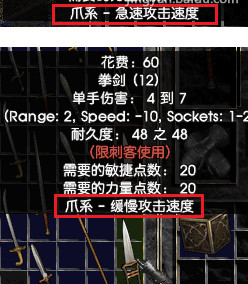 jingyan.baidu.com
爪系 - 急速攻击速度
花费：60
拳剑 (12)
单手伤害： 4 到 7
(Range: 2, Speed: -10, Sockets: 1-2
耐久度： 48 之 48
(限刺客使用)
需要的敏捷点数： 20
需要的力量点数： 20
爪系 - 缓慢攻击速度